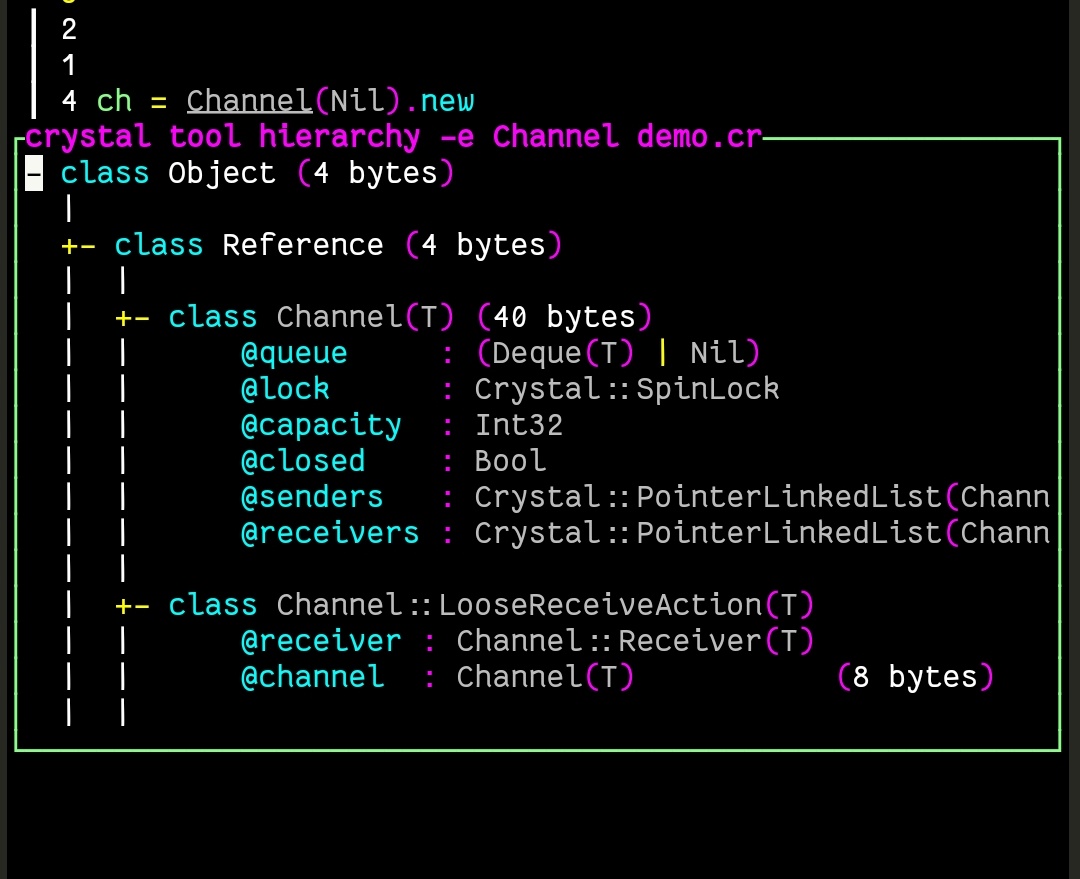 2
1
4 ch = Channel(Nil).new
crystal tool hierarchy -e Channel demo.cr
- class Object (4 bytes)
|
+- class Reference (4 bytes)
| |
| +- class Channel(T) (40 bytes)
| | @queue : (Deque(T) | Nil)
| | @lock : Crystal::SpinLock
| | @capacity : Int32
| | @closed : Bool
| | @senders : Crystal::PointerLinkedList(Chann
| | @receivers : Crystal::PointerLinkedList(Chann
| |
| +- class Channel::LooseReceiveAction(T)
| | @receiver : Channel::Receiver(T)
| | @channel : Channel(T) (8 bytes)
| |